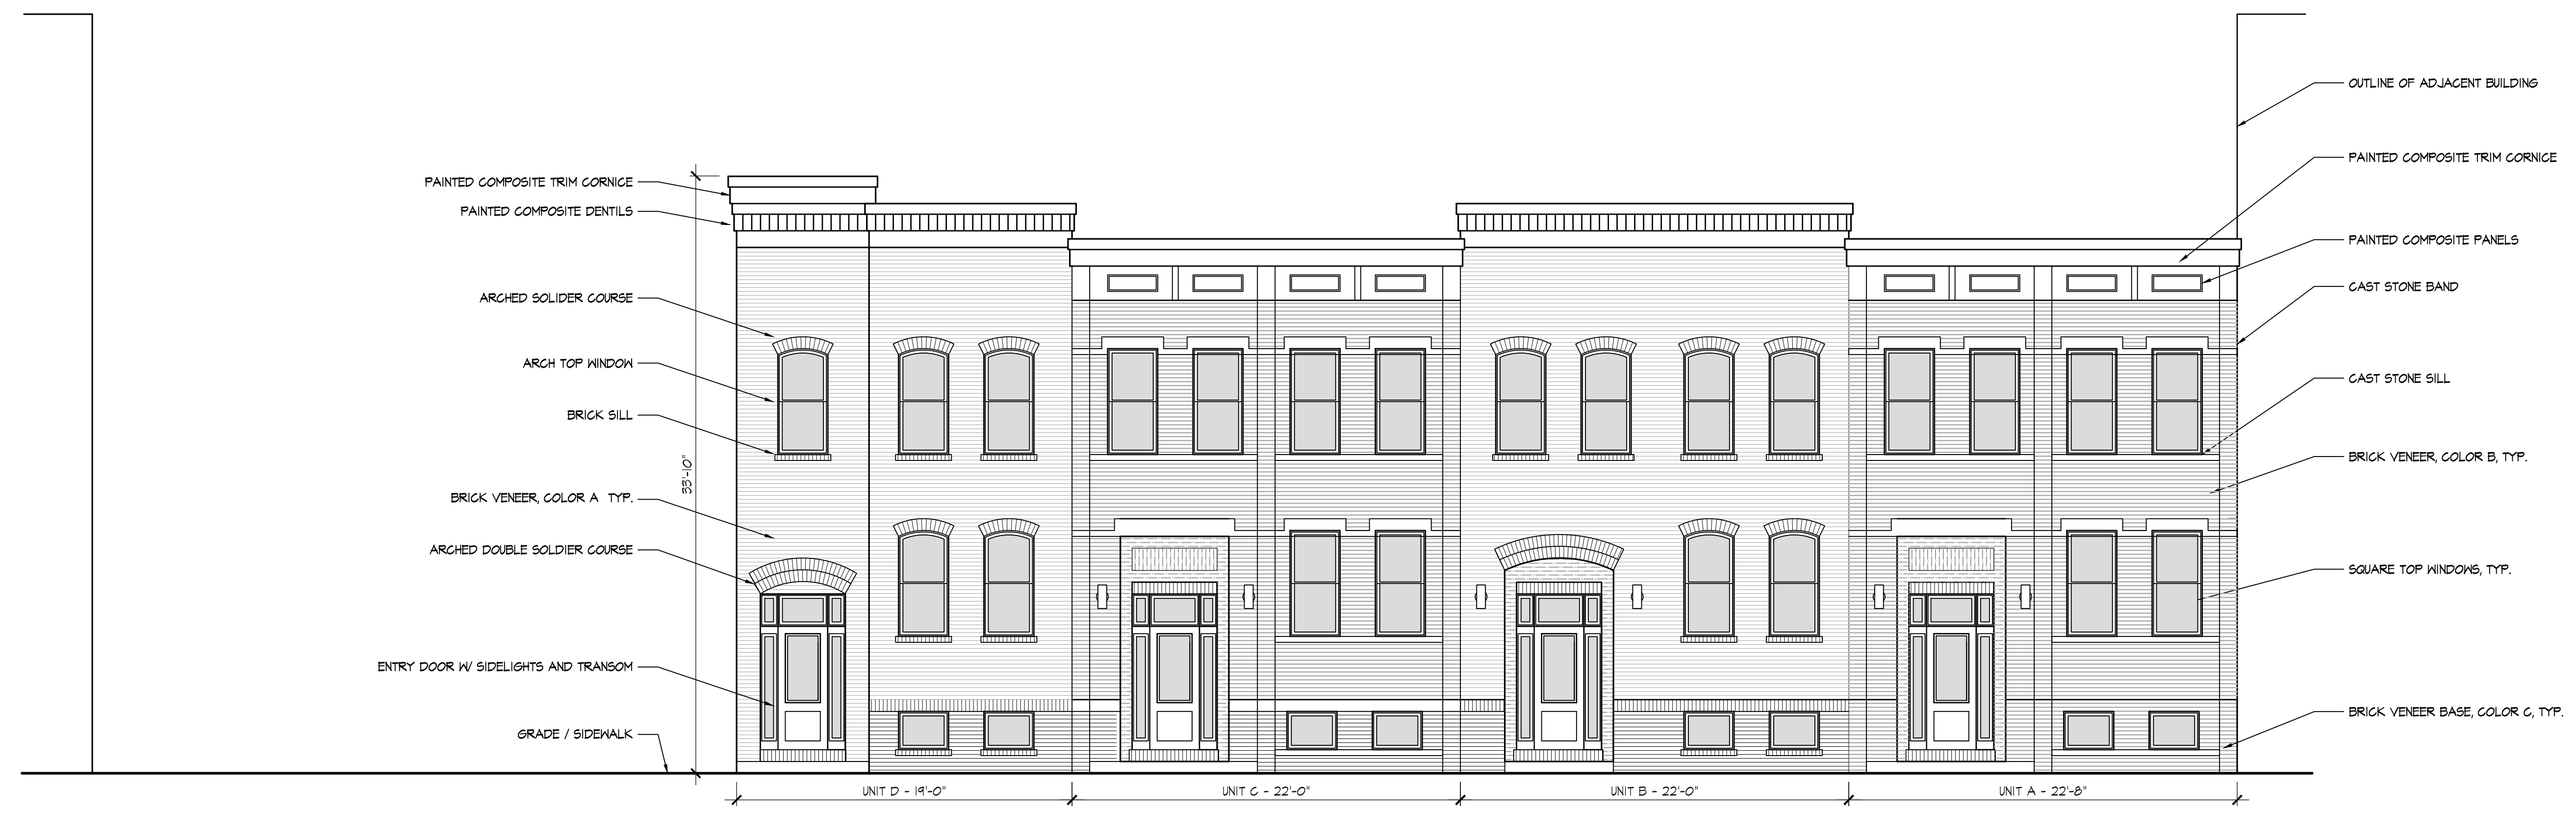 PAINTED COMPOSITE TRIM CORNICE
PAINTED COMPOSITE DENTILS
ARCHED SOLIDER COURSE
ARCH TOP WINDOW
BRICK SILL
BRICK VENEER, COLOR A TYP.
ARCHED DOUBLE SOLDIER COURSE
ENTRY DOOR W/ SIDELIGHTS AND TRANSOM
GRADE / SIDEWALK
33'-10"
UNIT D - 19'-0"
UNIT C - 22'-0"
UNIT B - 22'-0"
UNIT A - 22'-8"
OUTLINE OF ADJACENT BUILDING
PAINTED COMPOSITE TRIM CORNICE
PAINTED COMPOSITE PANELS
CAST STONE BAND
CAST STONE SILL
BRICK VENEER, COLOR B, TYP.
SQUARE TOP WINDOWS, TYP.
BRICK VENEER BASE, COLOR C, TYP.